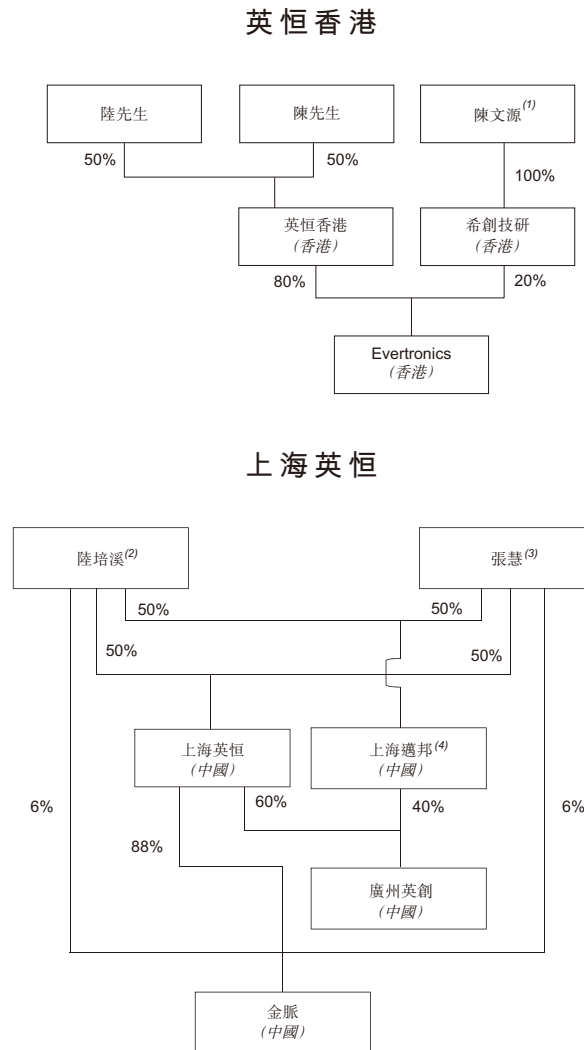 英恒香港
陸先生
陳先生
陳文源(1)
50%
50%
100%
英恒香港
(香港)
希創技研
(香港)
80%
20%
Evertronics
(香港)
上海英恒
陸培溪(2)
張慧(3)
50%
50%
50%
50%
上海英恒
(中國)
上海邁邦(4)
(中國)
6%
60%
40%
6%
88%
廣州英創
(中國)
金脈
(中國)